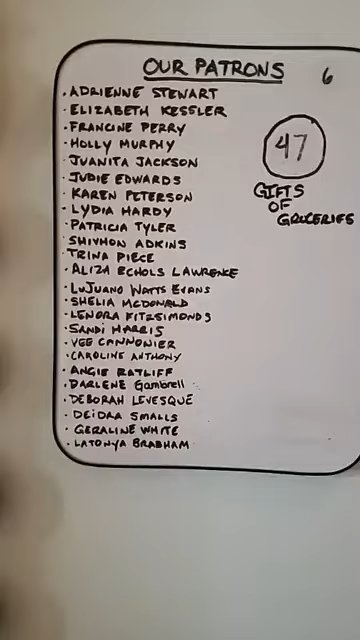 OUR PATRONS
6
• ADRIENNE STEWART
• ELIZABETH KESSLER
• FRANCINE PERRY
• HOLLY MURPHY
• JUANITA JACKSON
• JUDIE EDWARDS
• KAREN PETERSON
• LYDIA HARDY
• PATRICIA TYLER
• SHIVHON ADKINS
• TRINA PIECE
• ALIZA ECHOLS LAWRENCE
• LUJUANO WATTS EVANS
• SHELIA MCDONALD
• LENORA FITZSIMONDS
• SANDI HARRIS
• VEE CANNONIER
• CAROLINE ANTHONY
• ANGIE RATLIFF
• DARLENE Gambrell
• DEBORAH LEVESQUE
• DEIDRA SMALLS
• GERALINE WHITE
• LATONYA BRABHAM
47
GIFTS
OF
GROCERIES